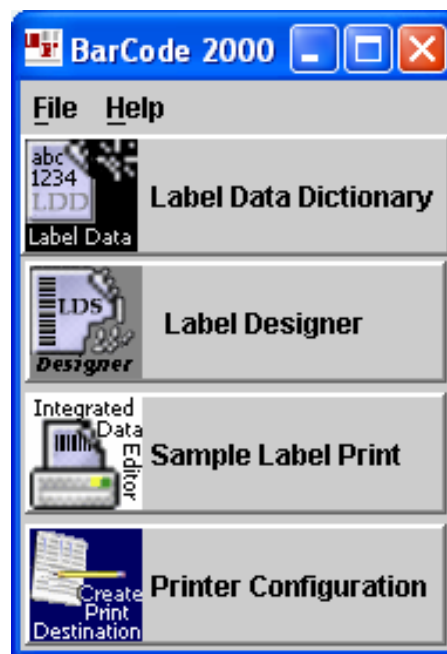 BarCode 2000
File Help
abc
1234
LDD
Label Data
Label Data Dictionary
LDS
Designer
Label Designer
Integrated
Data
Editor
Sample Label Print
Create
Print
Destination
Printer Configuration